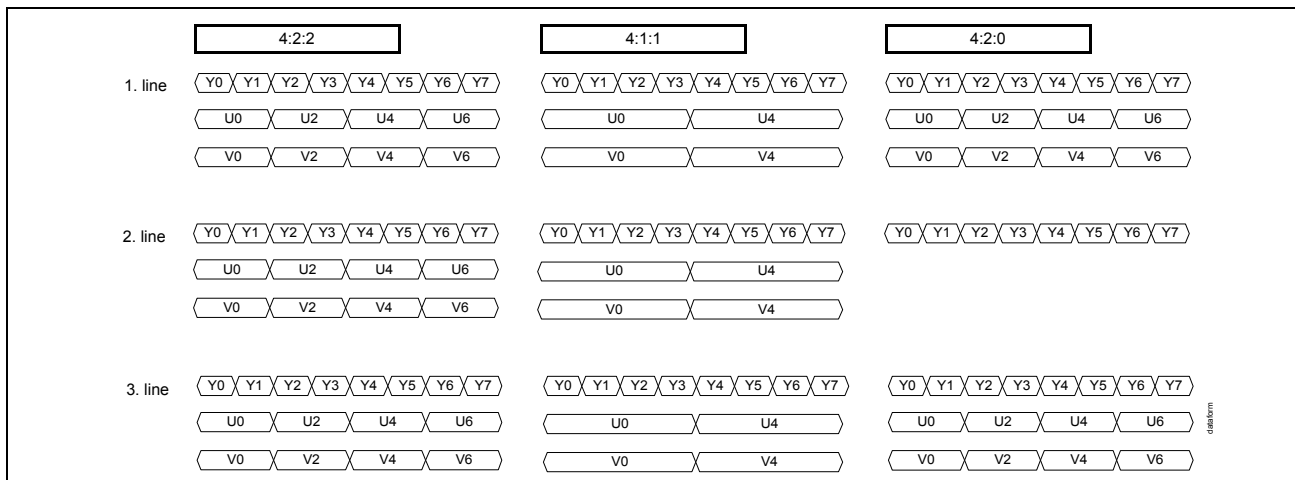 4:2:2 4:1:1 4:2:0
1. line Y0 Y1 Y2 Y3 Y4 Y5 Y6 Y7 Y0 Y1 Y2 Y3 Y4 Y5 Y6 Y7 Y0 Y1 Y2 Y3 Y4 Y5 Y6 Y7
U0 U2 U4 U6 U0 U4 U0 U2 U4 U6
V0 V2 V4 V6 V0 V4 V0 V2 V4 V6
2. line Y0 Y1 Y2 Y3 Y4 Y5 Y6 Y7 Y0 Y1 Y2 Y3 Y4 Y5 Y6 Y7 Y0 Y1 Y2 Y3 Y4 Y5 Y6 Y7
U0 U2 U4 U6 U0 U4
V0 V2 V4 V6 V0 V4
3. line Y0 Y1 Y2 Y3 Y4 Y5 Y6 Y7 Y0 Y1 Y2 Y3 Y4 Y5 Y6 Y7 Y0 Y1 Y2 Y3 Y4 Y5 Y6 Y7
U0 U2 U4 U6 U0 U4 U0 U2 U4 U6
V0 V2 V4 V6 V0 V4 V0 V2 V4 V6
dataform